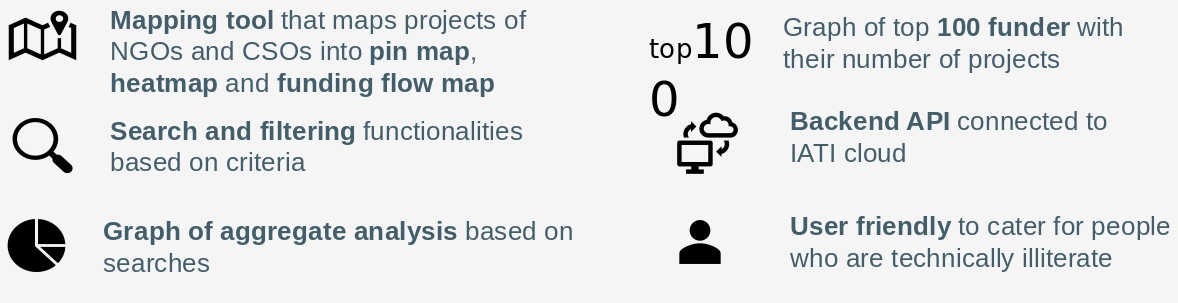 Mapping tool that maps projects of
NGOs and CSOs into pin map,
heatmap and funding flow map
Search and filtering functionalities
based on criteria
Graph of aggregate analysis based on
searches
top10
0
Graph of top 100 funder with
their number of projects
Backend API connected to
IATI cloud
User friendly to cater for people
who are technically illiterate